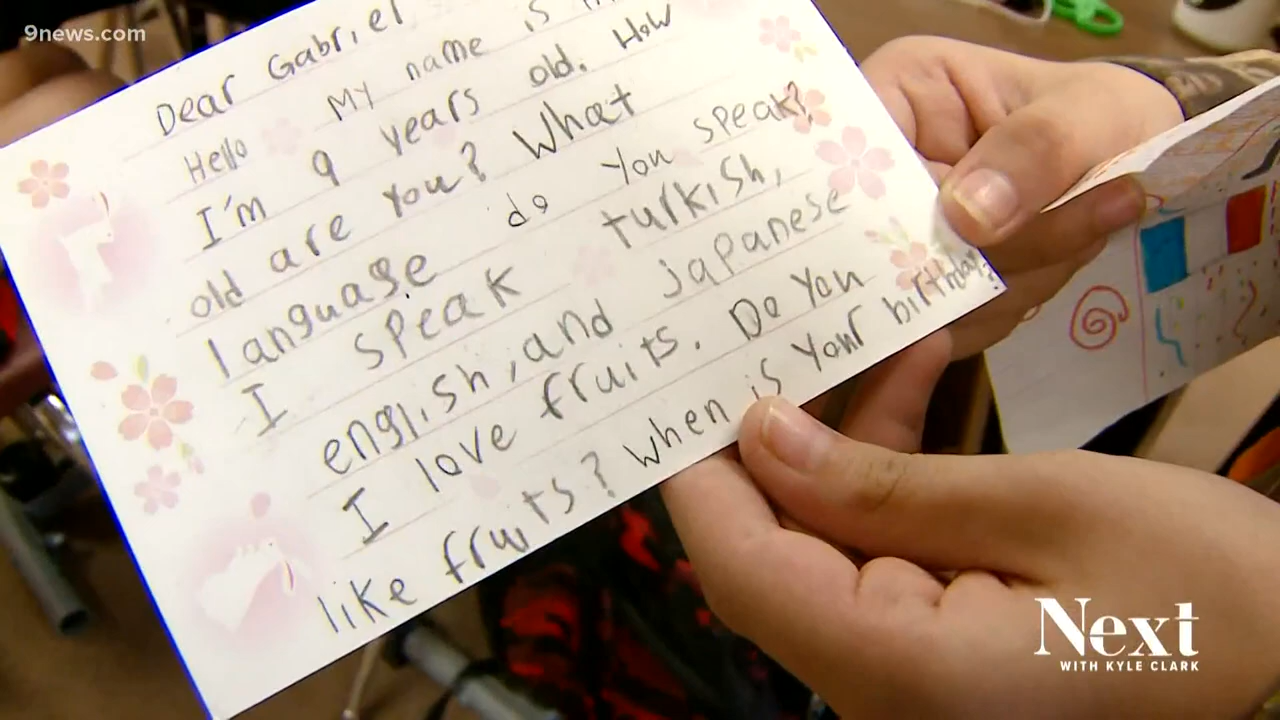 9news.com
Dear Gabriel
Hello My name is
I'm 9 years old. How
old are you? What
language do you speak?
I speak turkish,
english, and japanese
I love fruits. Do you
like fruits? When is your birthday?
Next
WITH KYLE CLARK